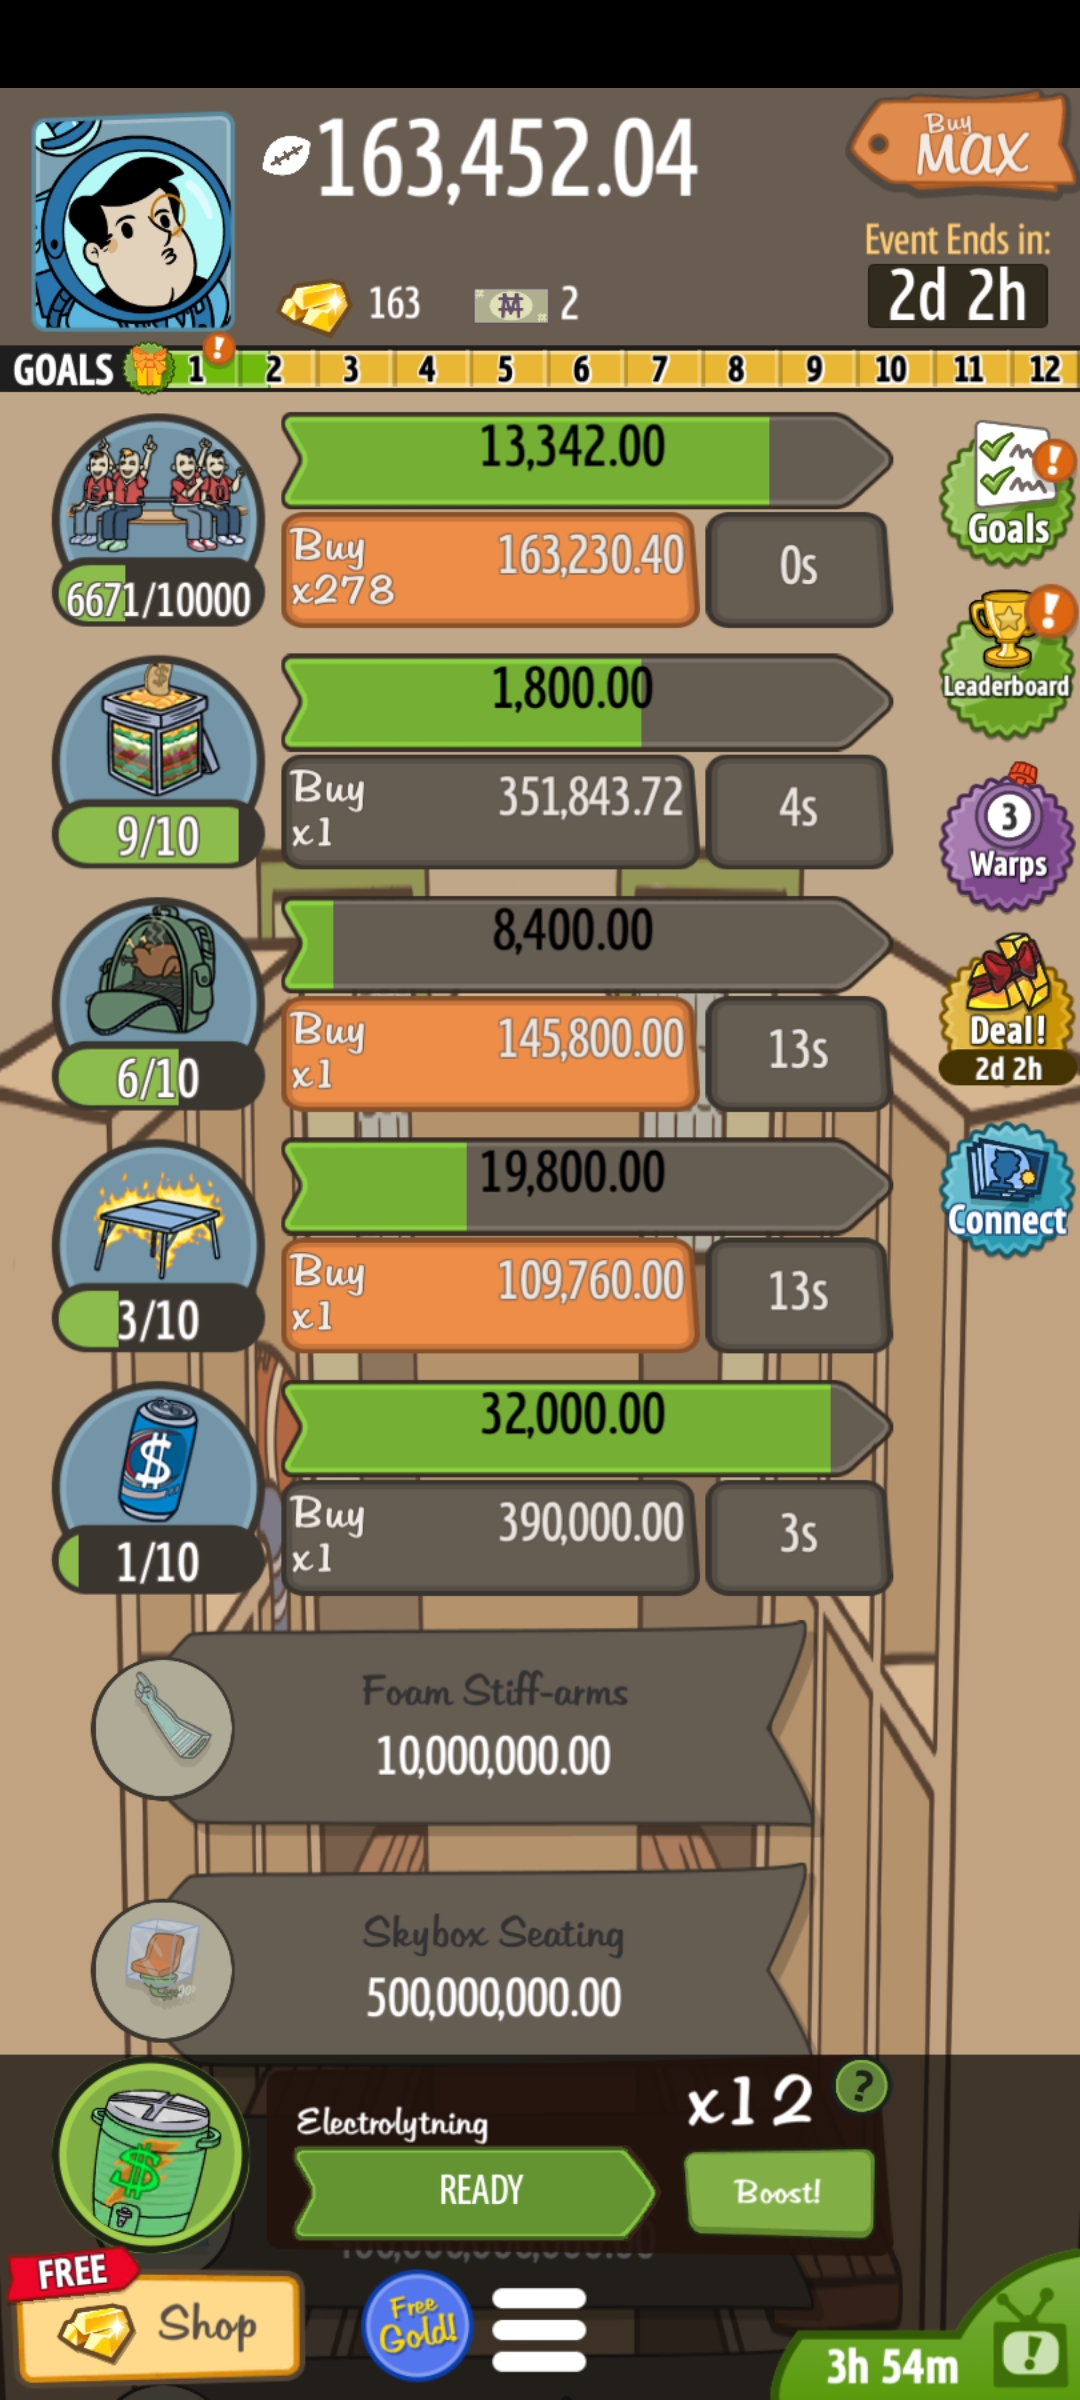 163,452.04
Buy
MAX
Event Ends in:
2d 2h
163
2
GOALS 1 ! 2 3 4 5 6 7 8 9 10 11 12
13,342.00
Buy
x278
163,230.40
0s
6671/10000
!
Goals
1,800.00
Buy
x1
351,843.72
4s
9/10
!
Leaderboard
8,400.00
Buy
x1
145,800.00
13s
6/10
3
Warps
19,800.00
Buy
x1
109,760.00
13s
3/10
Deal!
2d 2h
32,000.00
Buy
x1
390,000.00
3s
1/10
Connect
Foam Stiff-arms
10,000,000.00
Skybox Seating
500,000,000.00
Electrolytning
x12
?
READY
Boost!
FREE
Shop
Free
Gold!
3h 54m
!